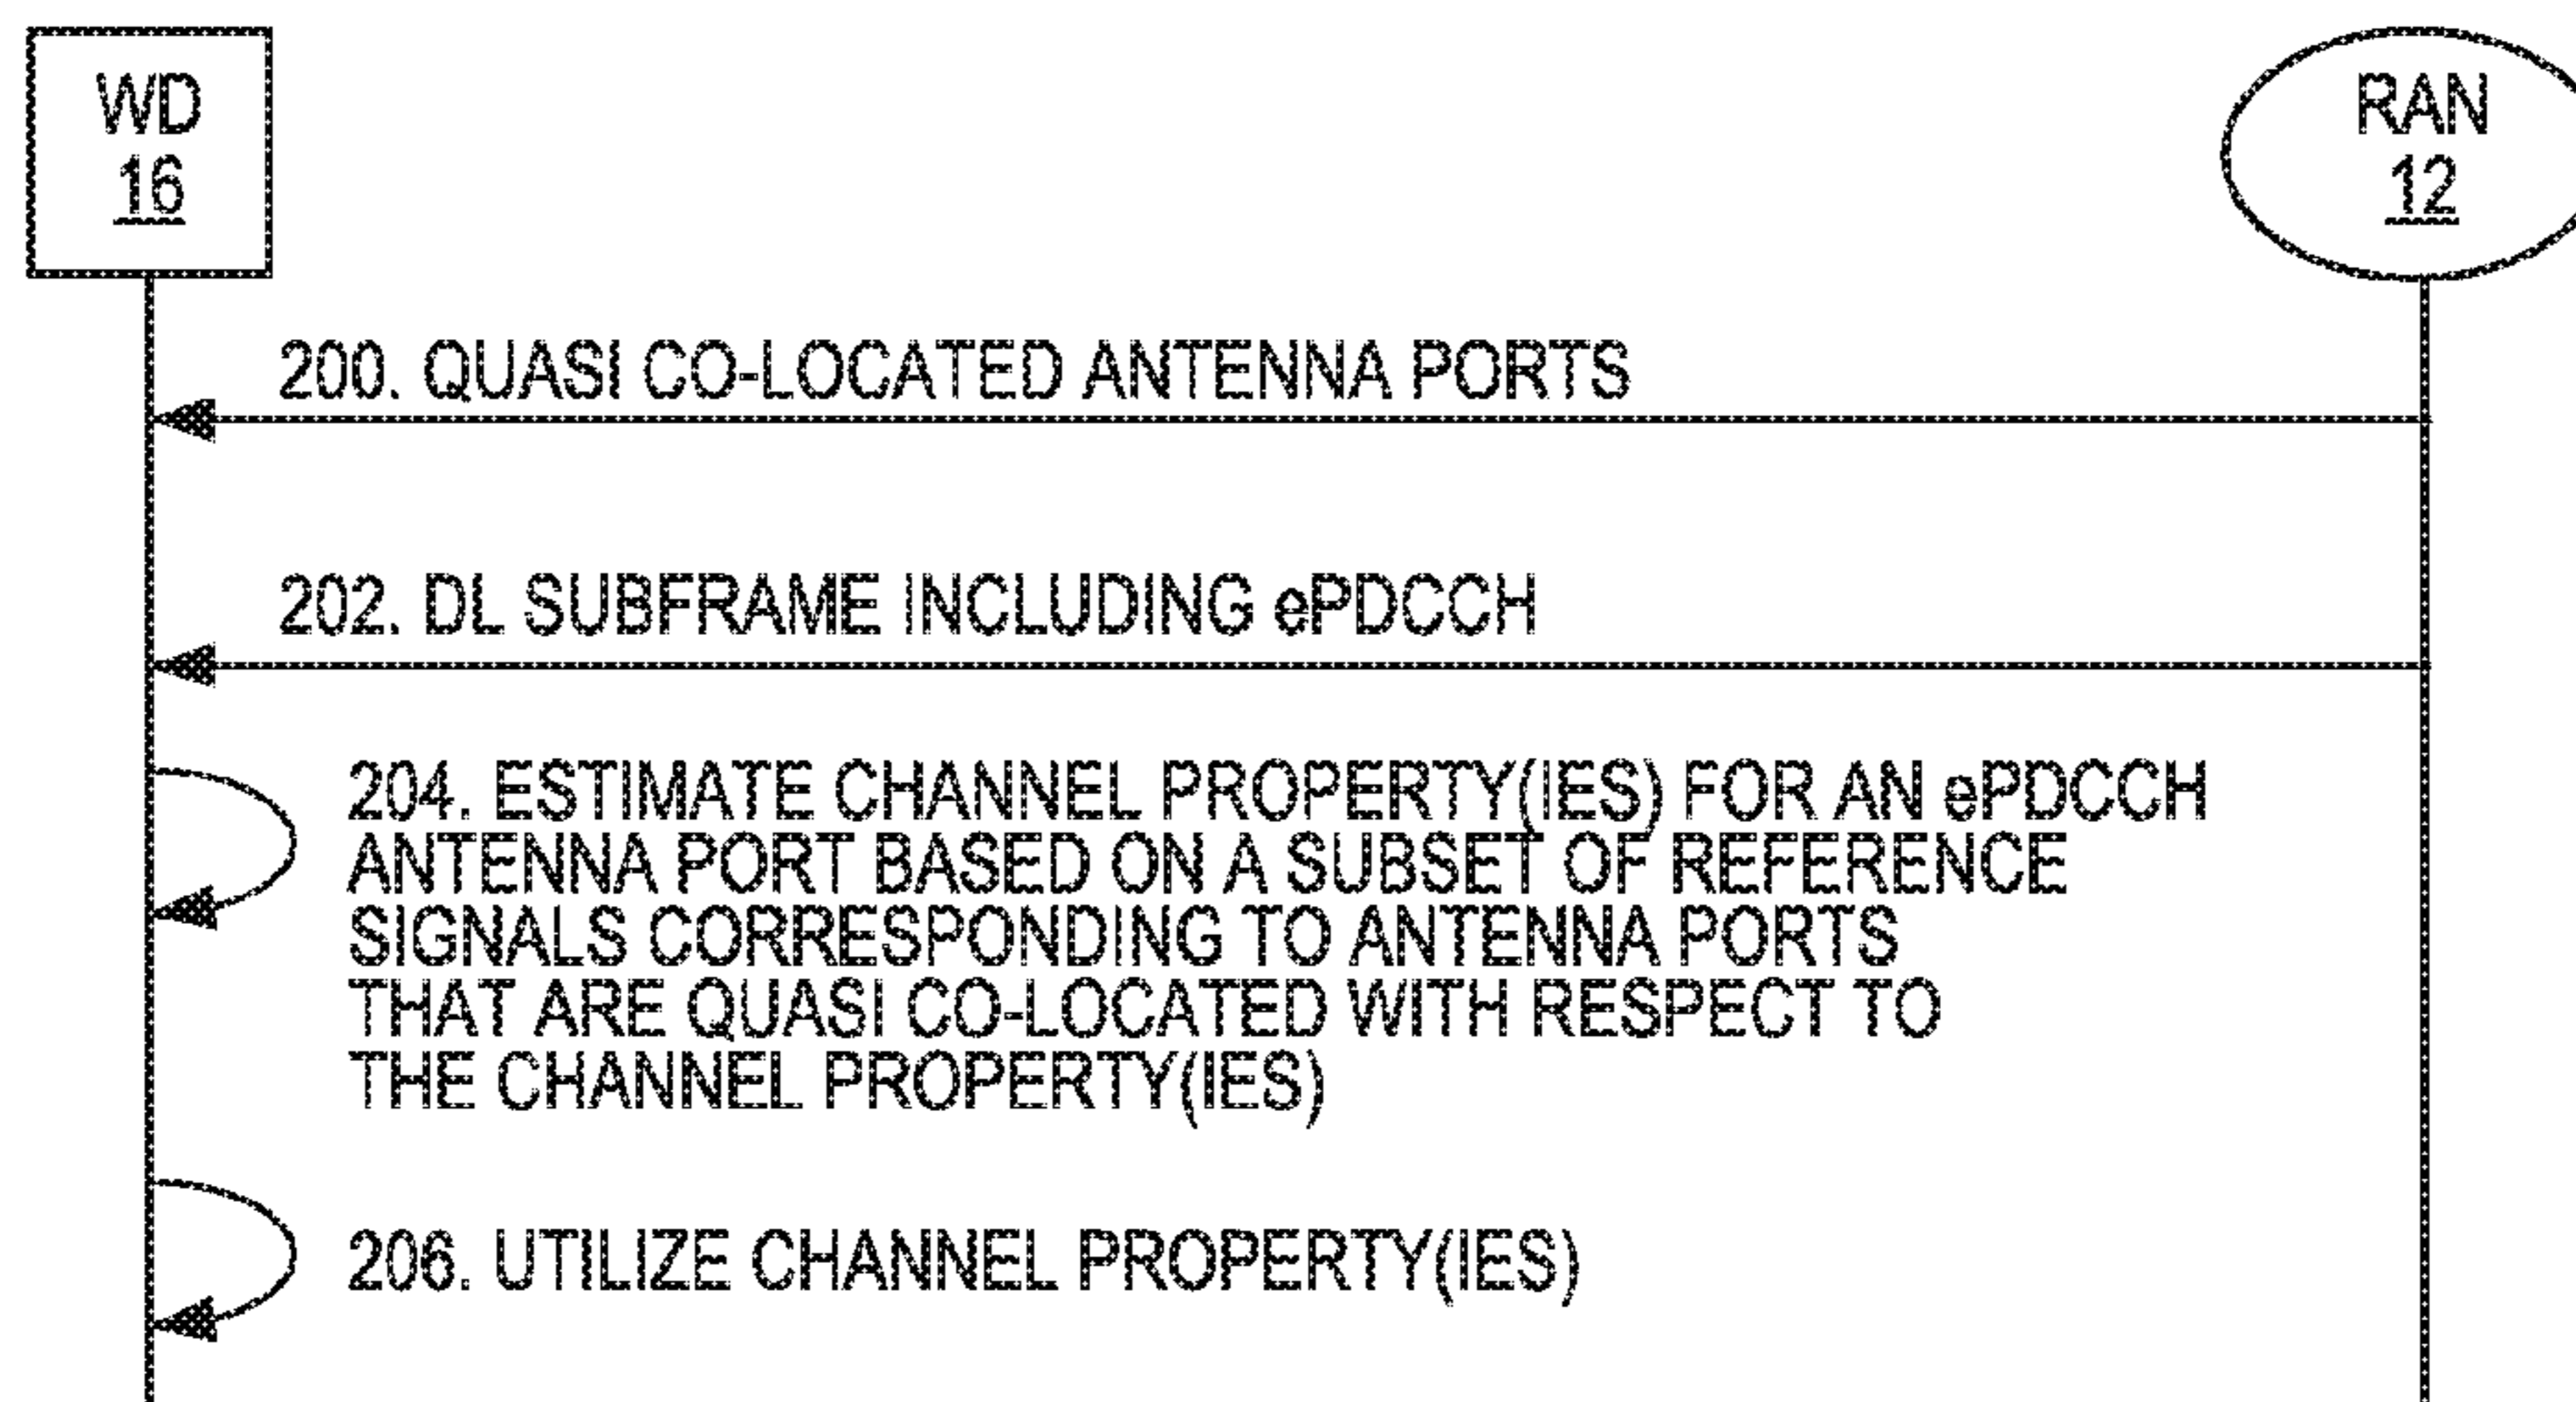 WD
16
RAN
12
200. QUASI CO-LOCATED ANTENNA PORTS
202. DL SUBFRAME INCLUDING ePDCCH
204. ESTIMATE CHANNEL PROPERTY(IES) FOR AN ePDCCH
ANTENNA PORT BASED ON A SUBSET OF REFERENCE
SIGNALS CORRESPONDING TO ANTENNA PORTS
THAT ARE QUASI CO-LOCATED WITH RESPECT TO
THE CHANNEL PROPERTY(IES)
206. UTILIZE CHANNEL PROPERTY(IES)